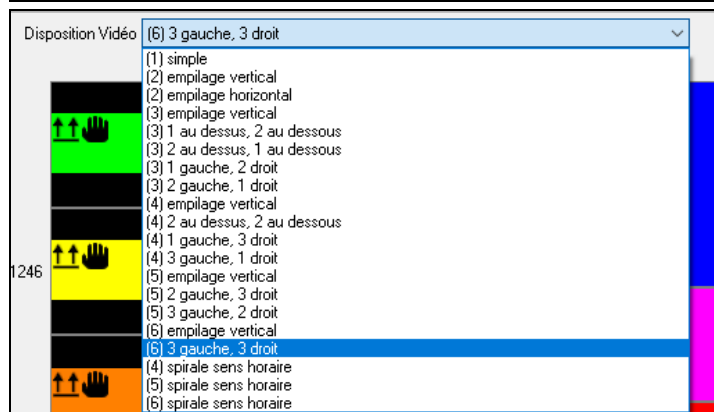 Disposition Vidéo (6) 3 gauche, 3 droit
(1) simple
(2) empilage vertical
(2) empilage horizontal
(3) empilage vertical
(3) 1 au dessus, 2 au dessous
(3) 2 au dessus, 1 au dessous
(3) 1 gauche, 2 droit
(3) 2 gauche, 1 droit
(4) empilage vertical
(4) 2 au dessus, 2 au dessous
(4) 1 gauche, 3 droit
(4) 3 gauche, 1 droit
(5) empilage vertical
(5) 2 gauche, 3 droit
(5) 3 gauche, 2 droit
(6) empilage vertical
(6) 3 gauche, 3 droit
(4) spirale sens horaire
(5) spirale sens horaire
(6) spirale sens horaire
1246